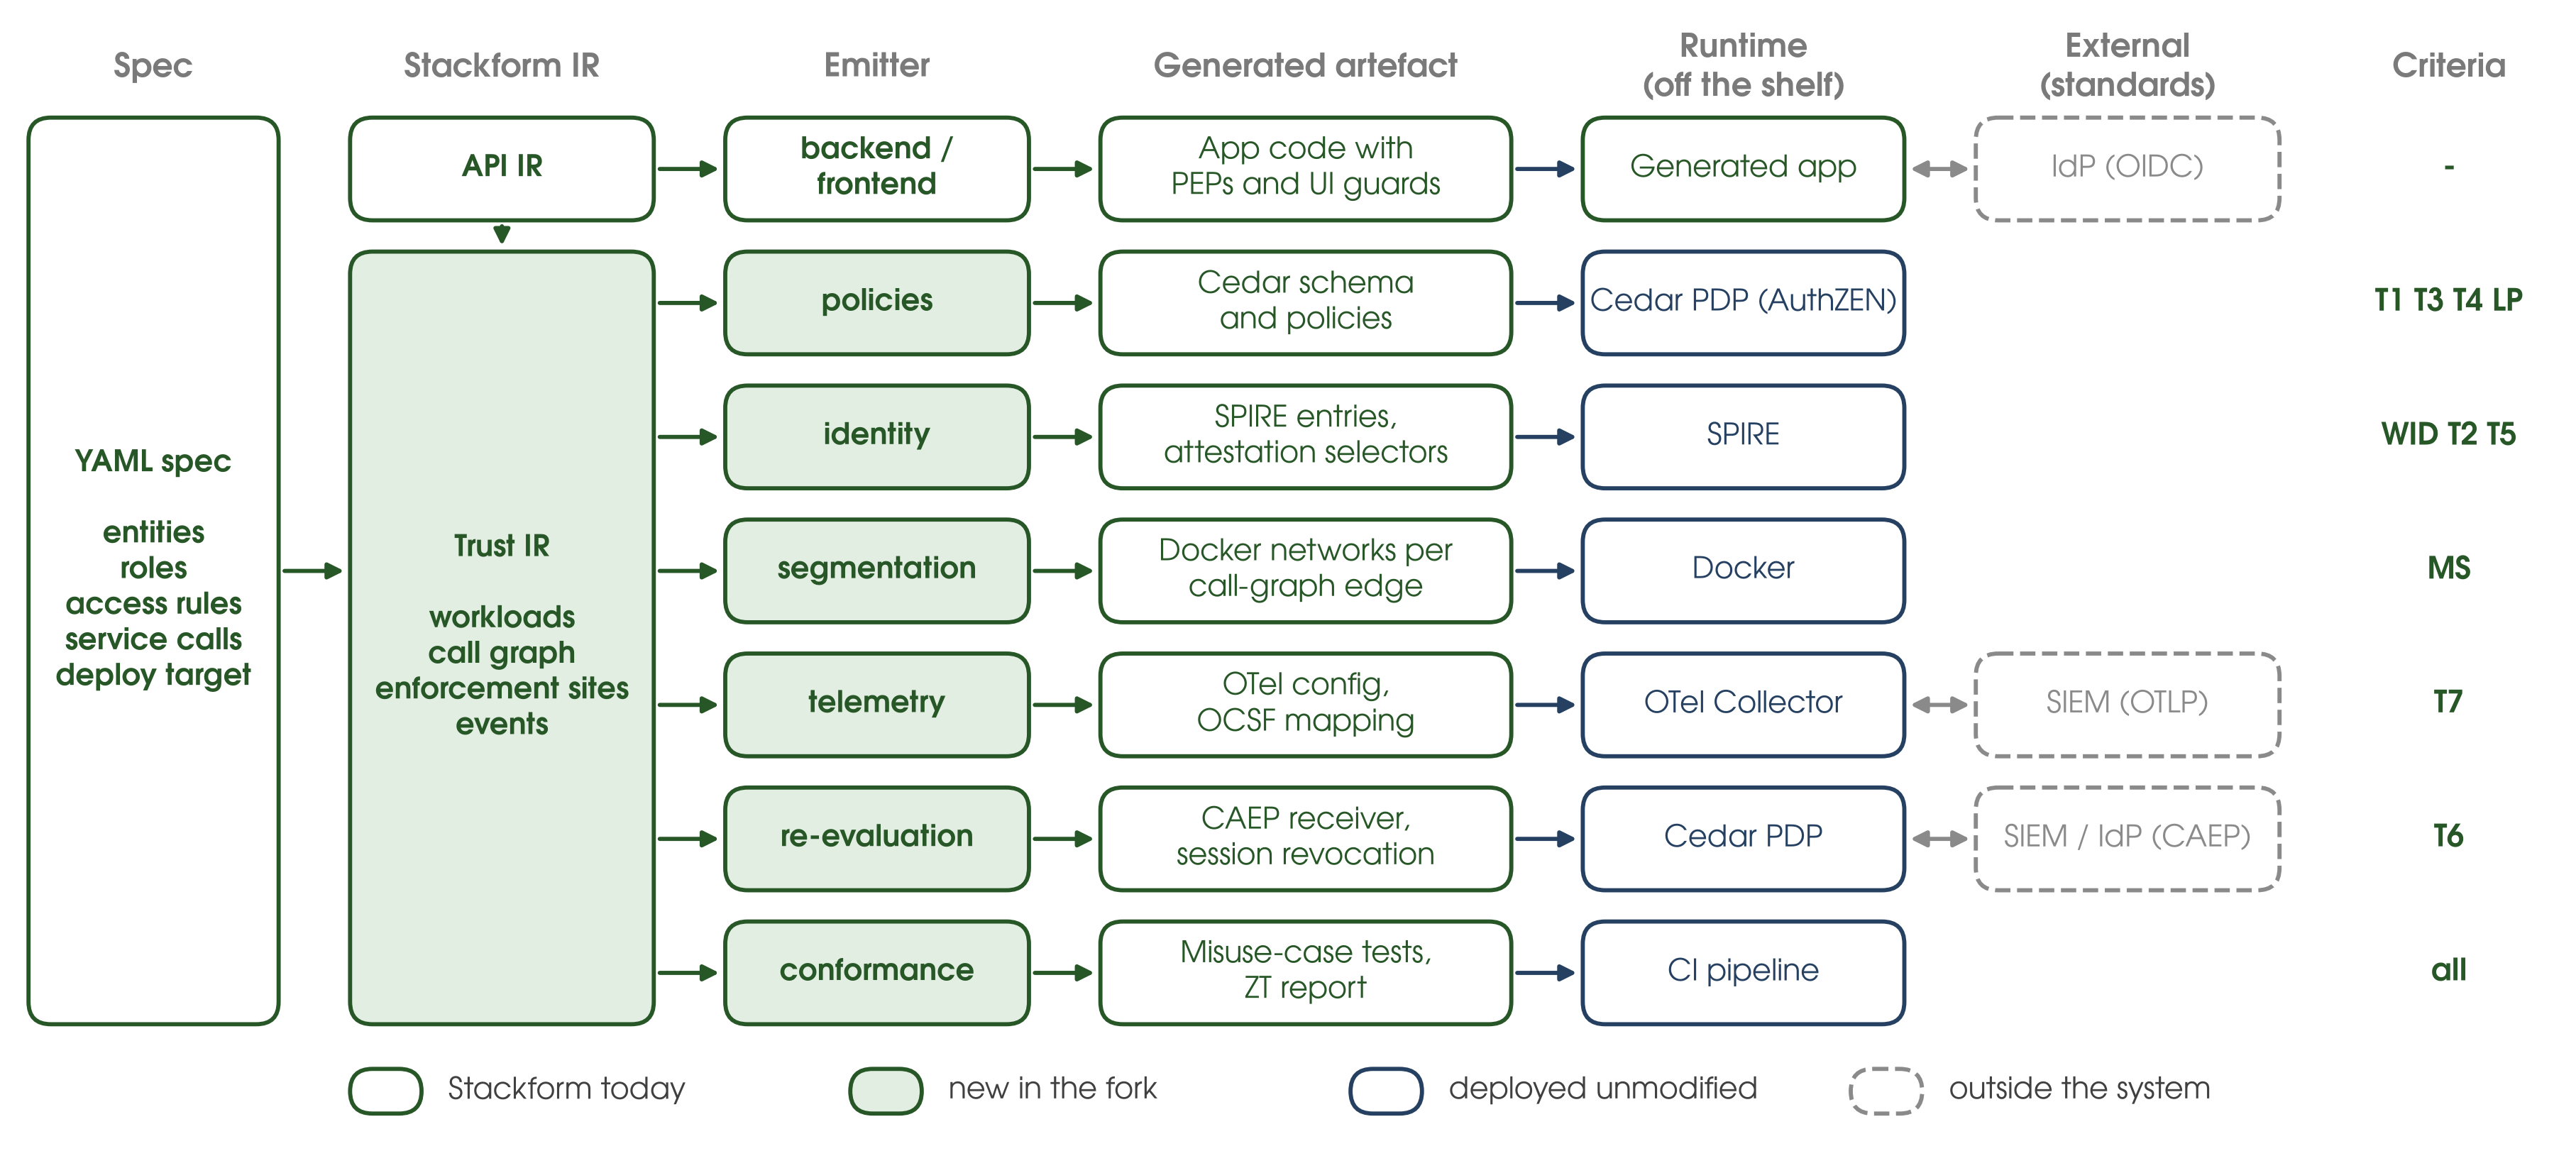 Spec
Stackform IR
Emitter
Generated artefact
Runtime
(off the shelf)
External
(standards)
Criteria
YAML spec
entities
roles
access rules
service calls
deploy target
API IR
Trust IR
workloads
call graph
enforcement sites
events
backend /
frontend
App code with
PEPs and UI guards
Generated app
IdP (OIDC)
-
policies
Cedar schema
and policies
Cedar PDP (AuthZEN)
T1 T3 T4 LP
identity
SPIRE entries,
attestation selectors
SPIRE
WID T2 T5
segmentation
Docker networks per
call-graph edge
Docker
MS
telemetry
OTel config,
OCSF mapping
OTel Collector
SIEM (OTLP)
T7
re-evaluation
CAEP receiver,
session revocation
Cedar PDP
SIEM / IdP (CAEP)
T6
conformance
Misuse-case tests,
ZT report
CI pipeline
all
Stackform today
new in the fork
deployed unmodified
outside the system